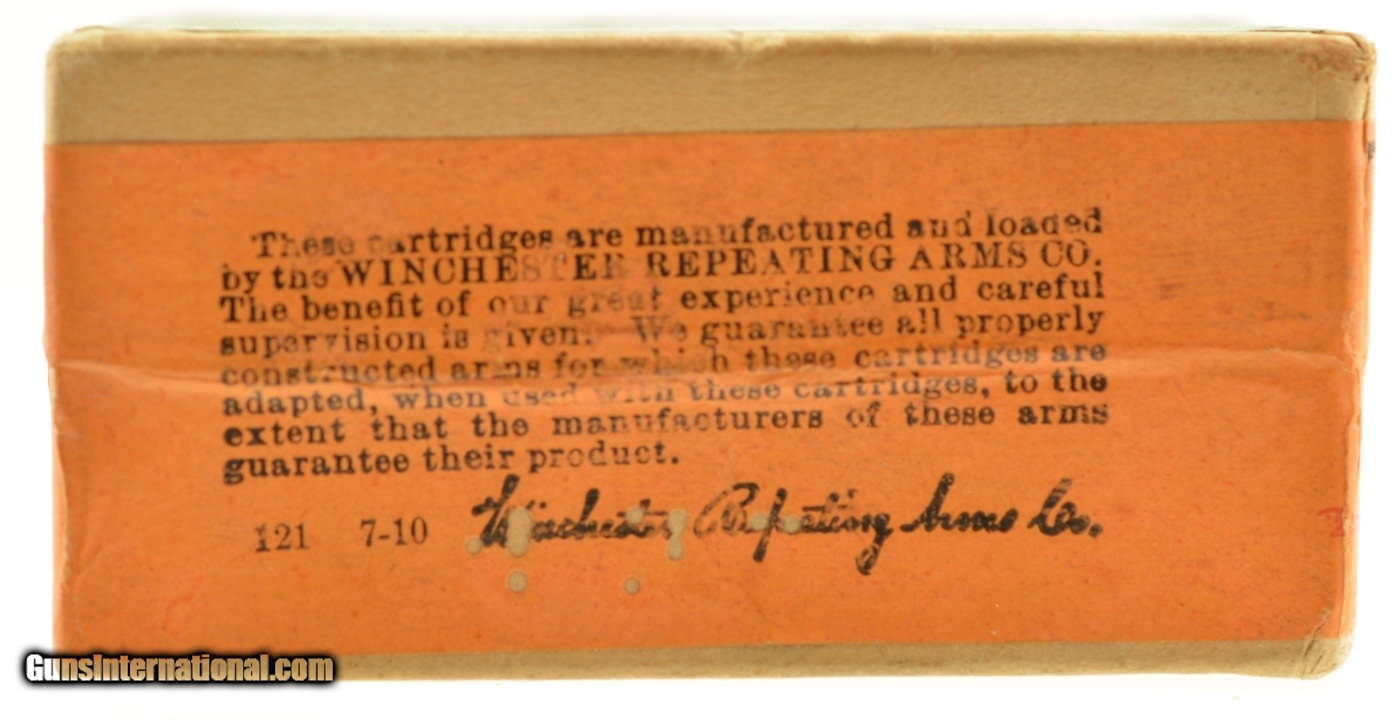 These cartridges are manufactured and loaded
by the WINCHESTER REPEATING ARMS CO.
The benefit of our great experience and careful
supervision is given. We guarantee all properly
constructed arms for which these cartridges are
adapted, when used with these cartridges, to the
extent that the manufacturers of these arms
guarantee their product.
121 7-10 Winchester Repeating Arms Co.
GunsInternational.com